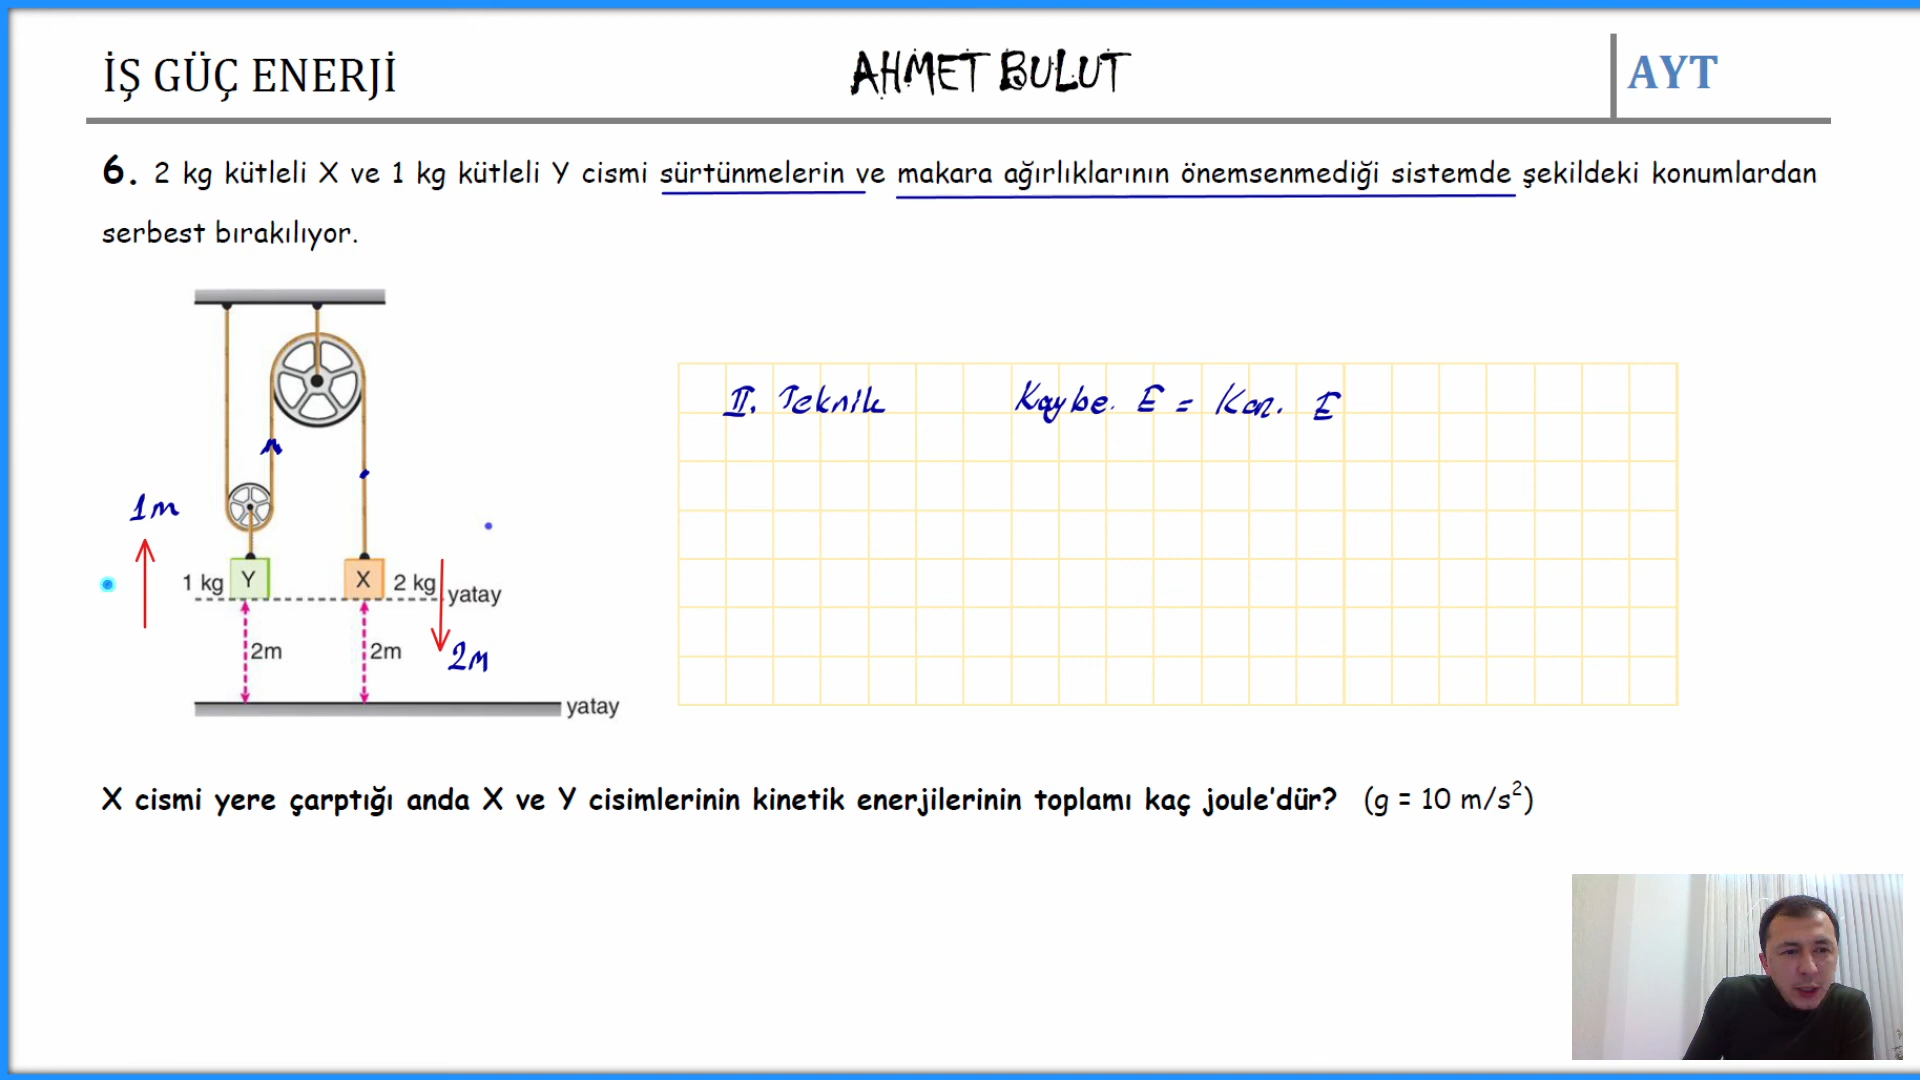 İŞ GÜÇ ENERJİ
AHMET BULUT
AYT
6. 2 kg kütleli X ve 1 kg kütleli Y cismi sürtünmelerin ve makara ağırlıklarının önemsenmediği sistemde şekildeki konumlardan
serbest bırakılıyor.
II. Teknik Kaybe. E = Kaz. E
1m
1 kg Y X 2 kg yatay
2m 2m 2m
yatay
X cismi yere çarptığı anda X ve Y cisimlerinin kinetik enerjilerinin toplamı kaç joule'dür? (g = 10 m/s²)